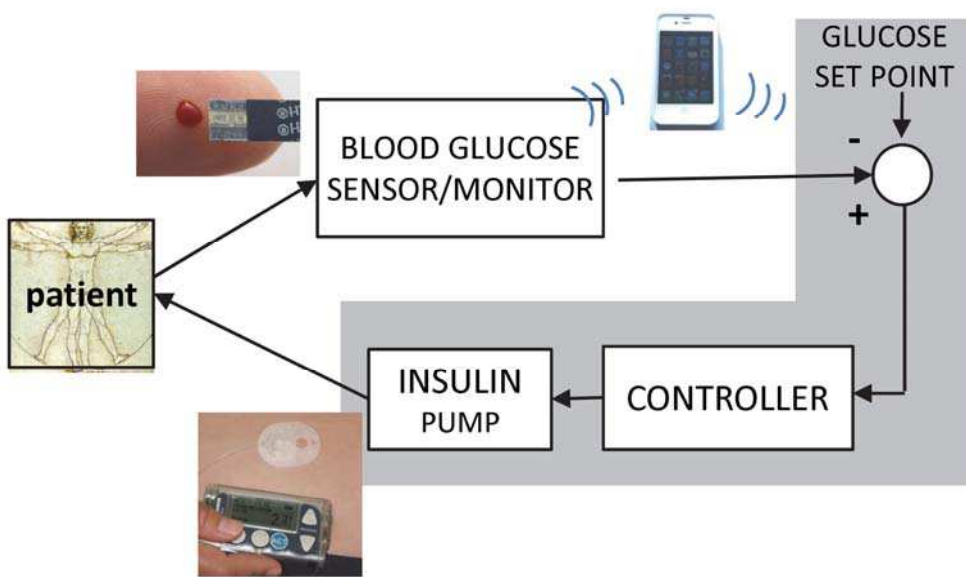 GLUCOSE
SET POINT
BLOOD GLUCOSE
SENSOR/MONITOR
-
+
patient
INSULIN
PUMP
CONTROLLER